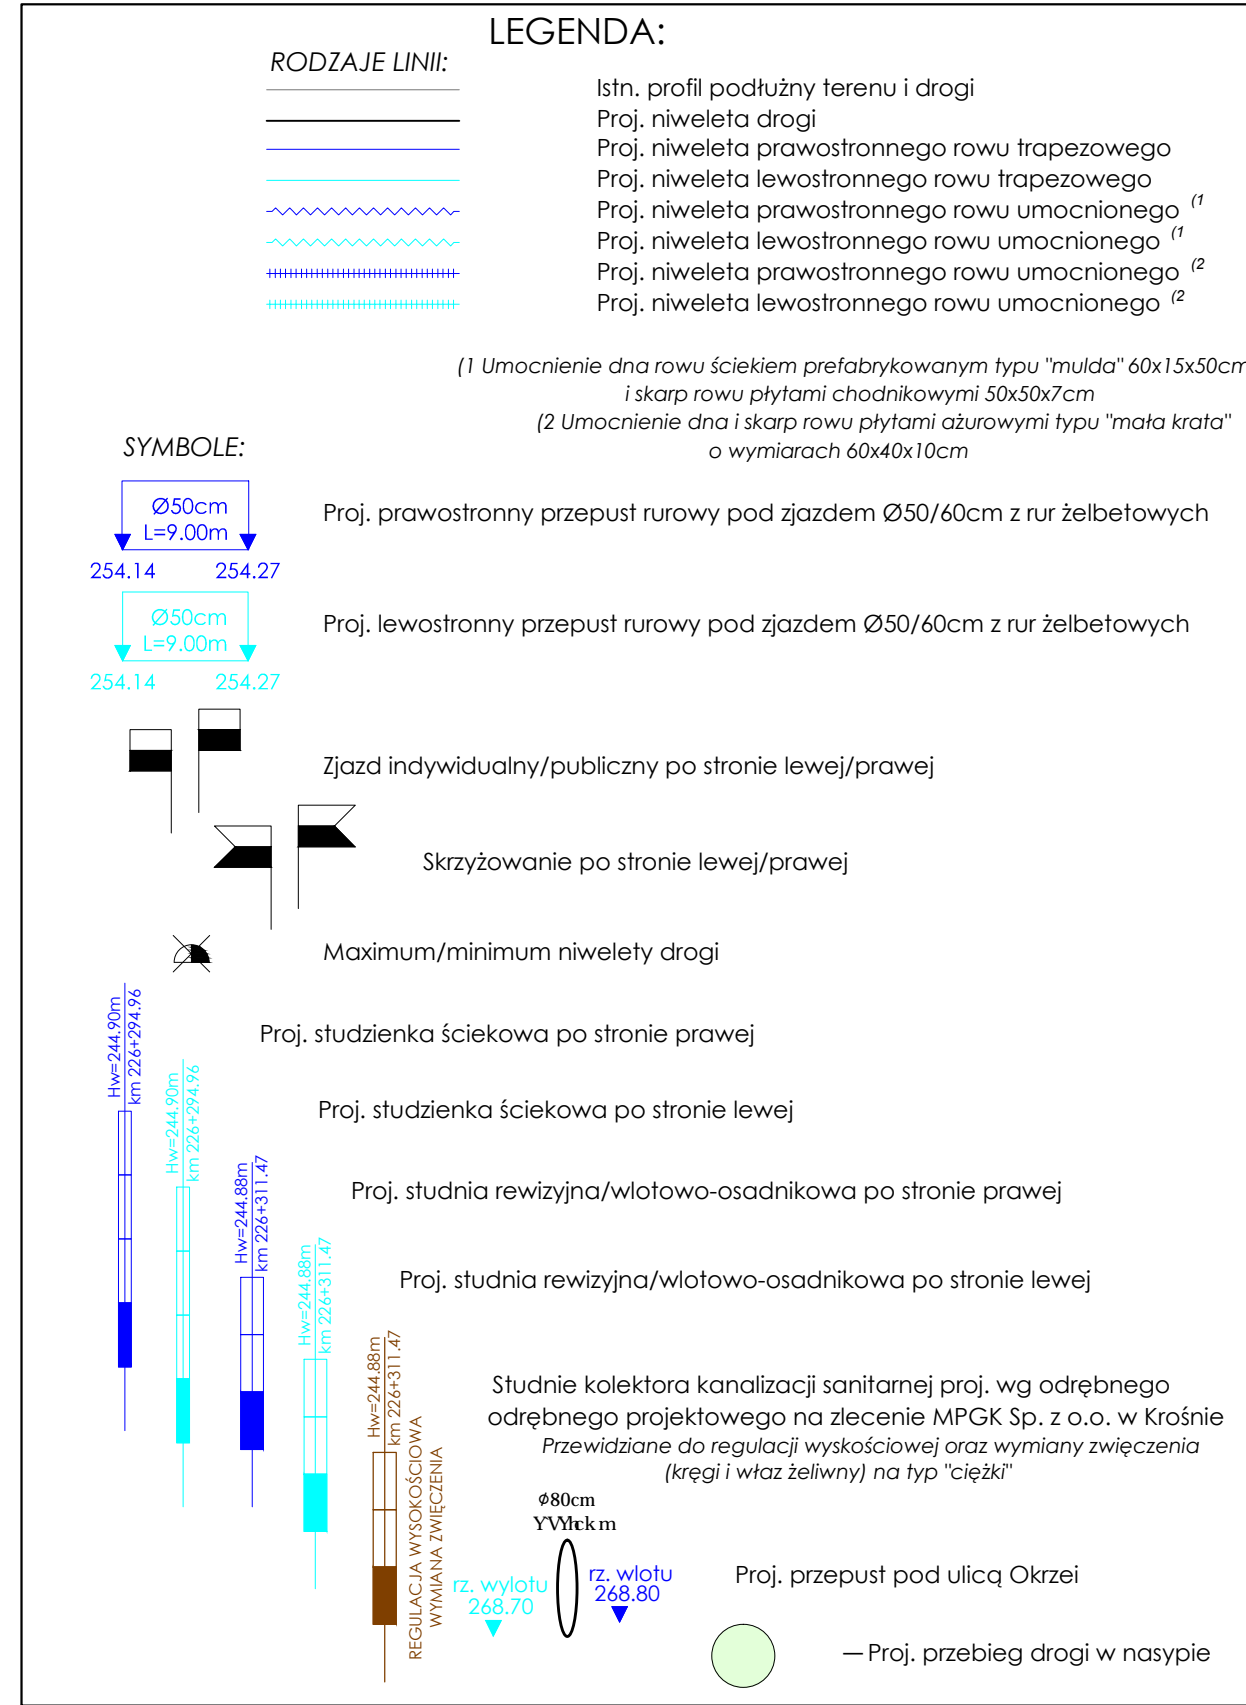 LEGENDA:
RODZAJE LINII:
Istn. profil podłużny terenu i drogi
Proj. niweleta drogi
Proj. niweleta prawostronnego rowu trapezowego
Proj. niweleta lewostronnego rowu trapezowego
Proj. niweleta prawostronnego rowu umocnionego (1
Proj. niweleta lewostronnego rowu umocnionego (1
Proj. niweleta prawostronnego rowu umocnionego (2
Proj. niweleta lewostronnego rowu umocnionego (2
(1 Umocnienie dna rowu ściekiem prefabrykowanym typu "mulda" 60x15x50cm
i skarp rowu płytami chodnikowymi 50x50x7cm
(2 Umocnienie dna i skarp rowu płytami ażurowymi typu "mała krata"
o wymiarach 60x40x10cm
SYMBOLE:
Ø50cm
L=9.00m
254.14 254.27
Proj. prawostronny przepust rurowy pod zjazdem Ø50/60cm z rur żelbetowych
Ø50cm
L=9.00m
254.14 254.27
Proj. lewostronny przepust rurowy pod zjazdem Ø50/60cm z rur żelbetowych
Zjazd indywidualny/publiczny po stronie lewej/prawej
Skrzyżowanie po stronie lewej/prawej
Maximum/minimum niwelety drogi
Hw=244.90m
km 226+294.96
Proj. studzienka ściekowa po stronie prawej
Hw=244.90m
km 226+294.96
Proj. studzienka ściekowa po stronie lewej
Hw=244.88m
km 226+311.47
Proj. studnia rewizyjna/wlotowo-osadnikowa po stronie prawej
Hw=244.88m
km 226+311.47
Proj. studnia rewizyjna/wlotowo-osadnikowa po stronie lewej
Hw=244.88m
km 226+311.47
REGULACJA WYSOKOŚCIOWA
WYMIANA ZWIĘCZENIA
Studnie kolektora kanalizacji sanitarnej proj. wg odrębnego
odrębnego projektowego na zlecenie MPGK Sp. z o.o. w Krośnie
Przewidziane do regulacji wyskościowej oraz wymiany zwięczenia
(kręgi i właz żeliwny) na typ "ciężki"
ø80cm
rz. wylotu
268.70
rz. wlotu
268.80
Proj. przepust pod ulicą Okrzei
— Proj. przebieg drogi w nasypie